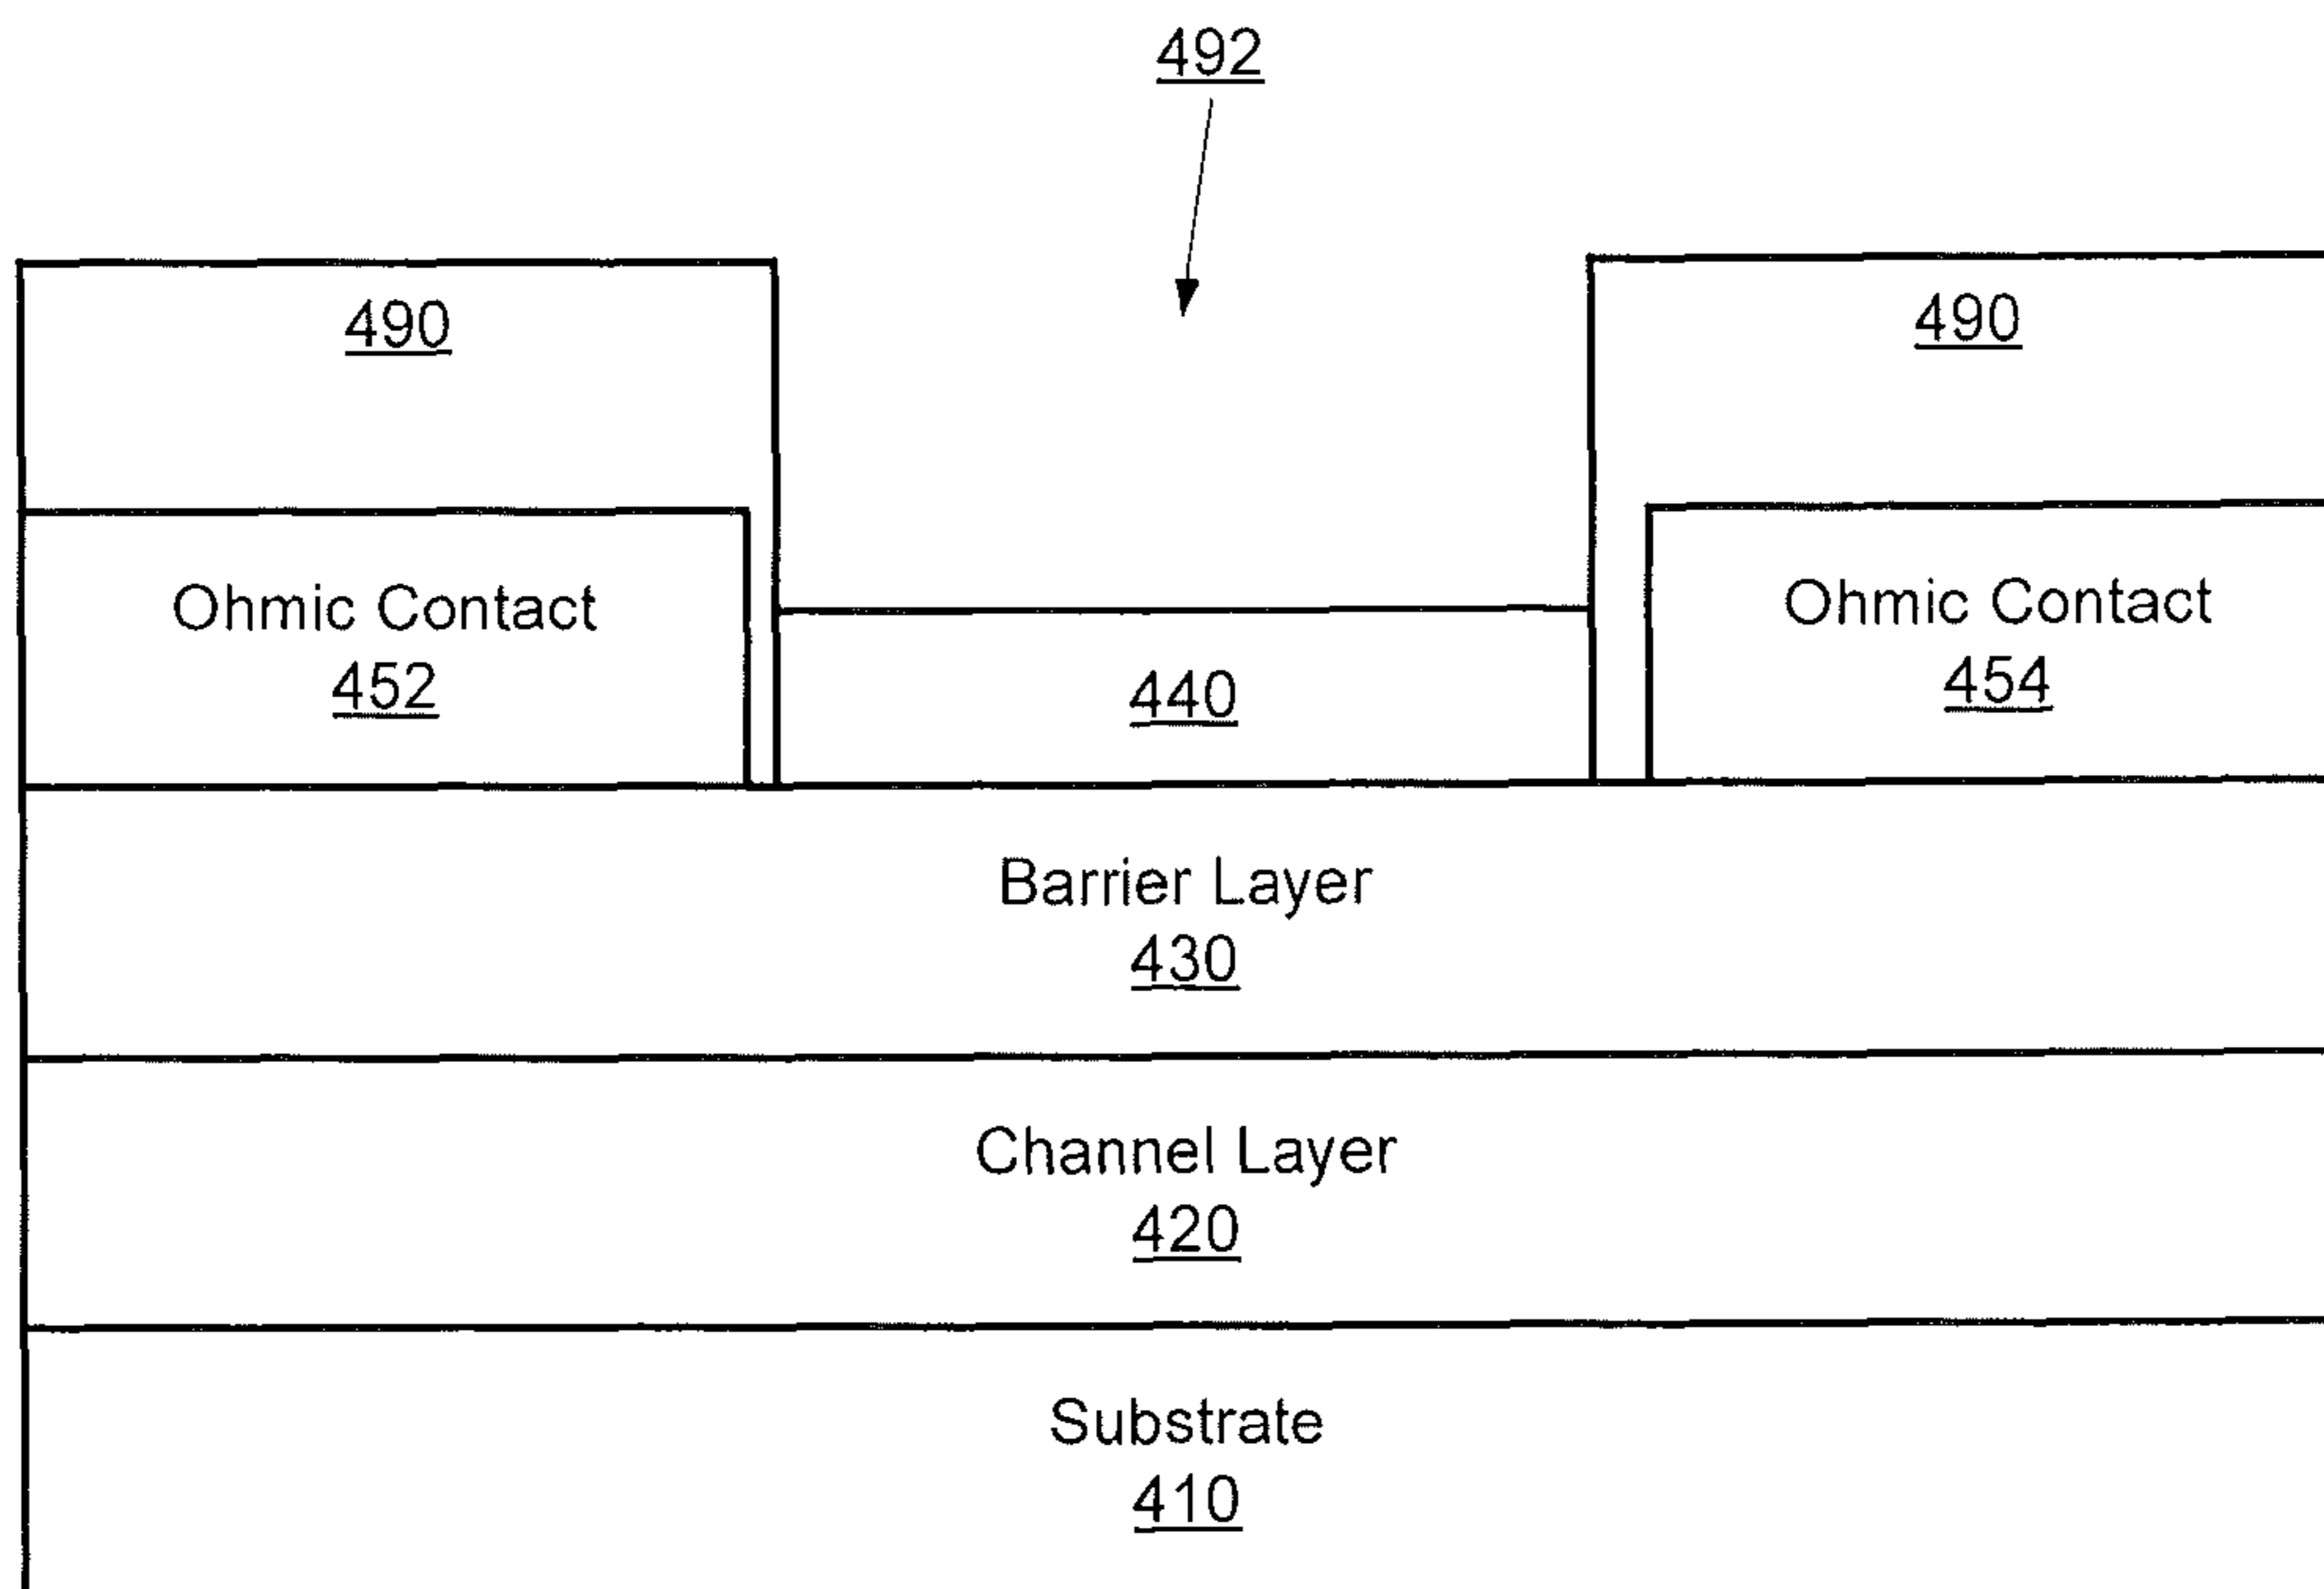 492
490
490
Ohmic Contact
452
Ohmic Contact
454
440
Barrier Layer
430
Channel Layer
420
Substrate
410